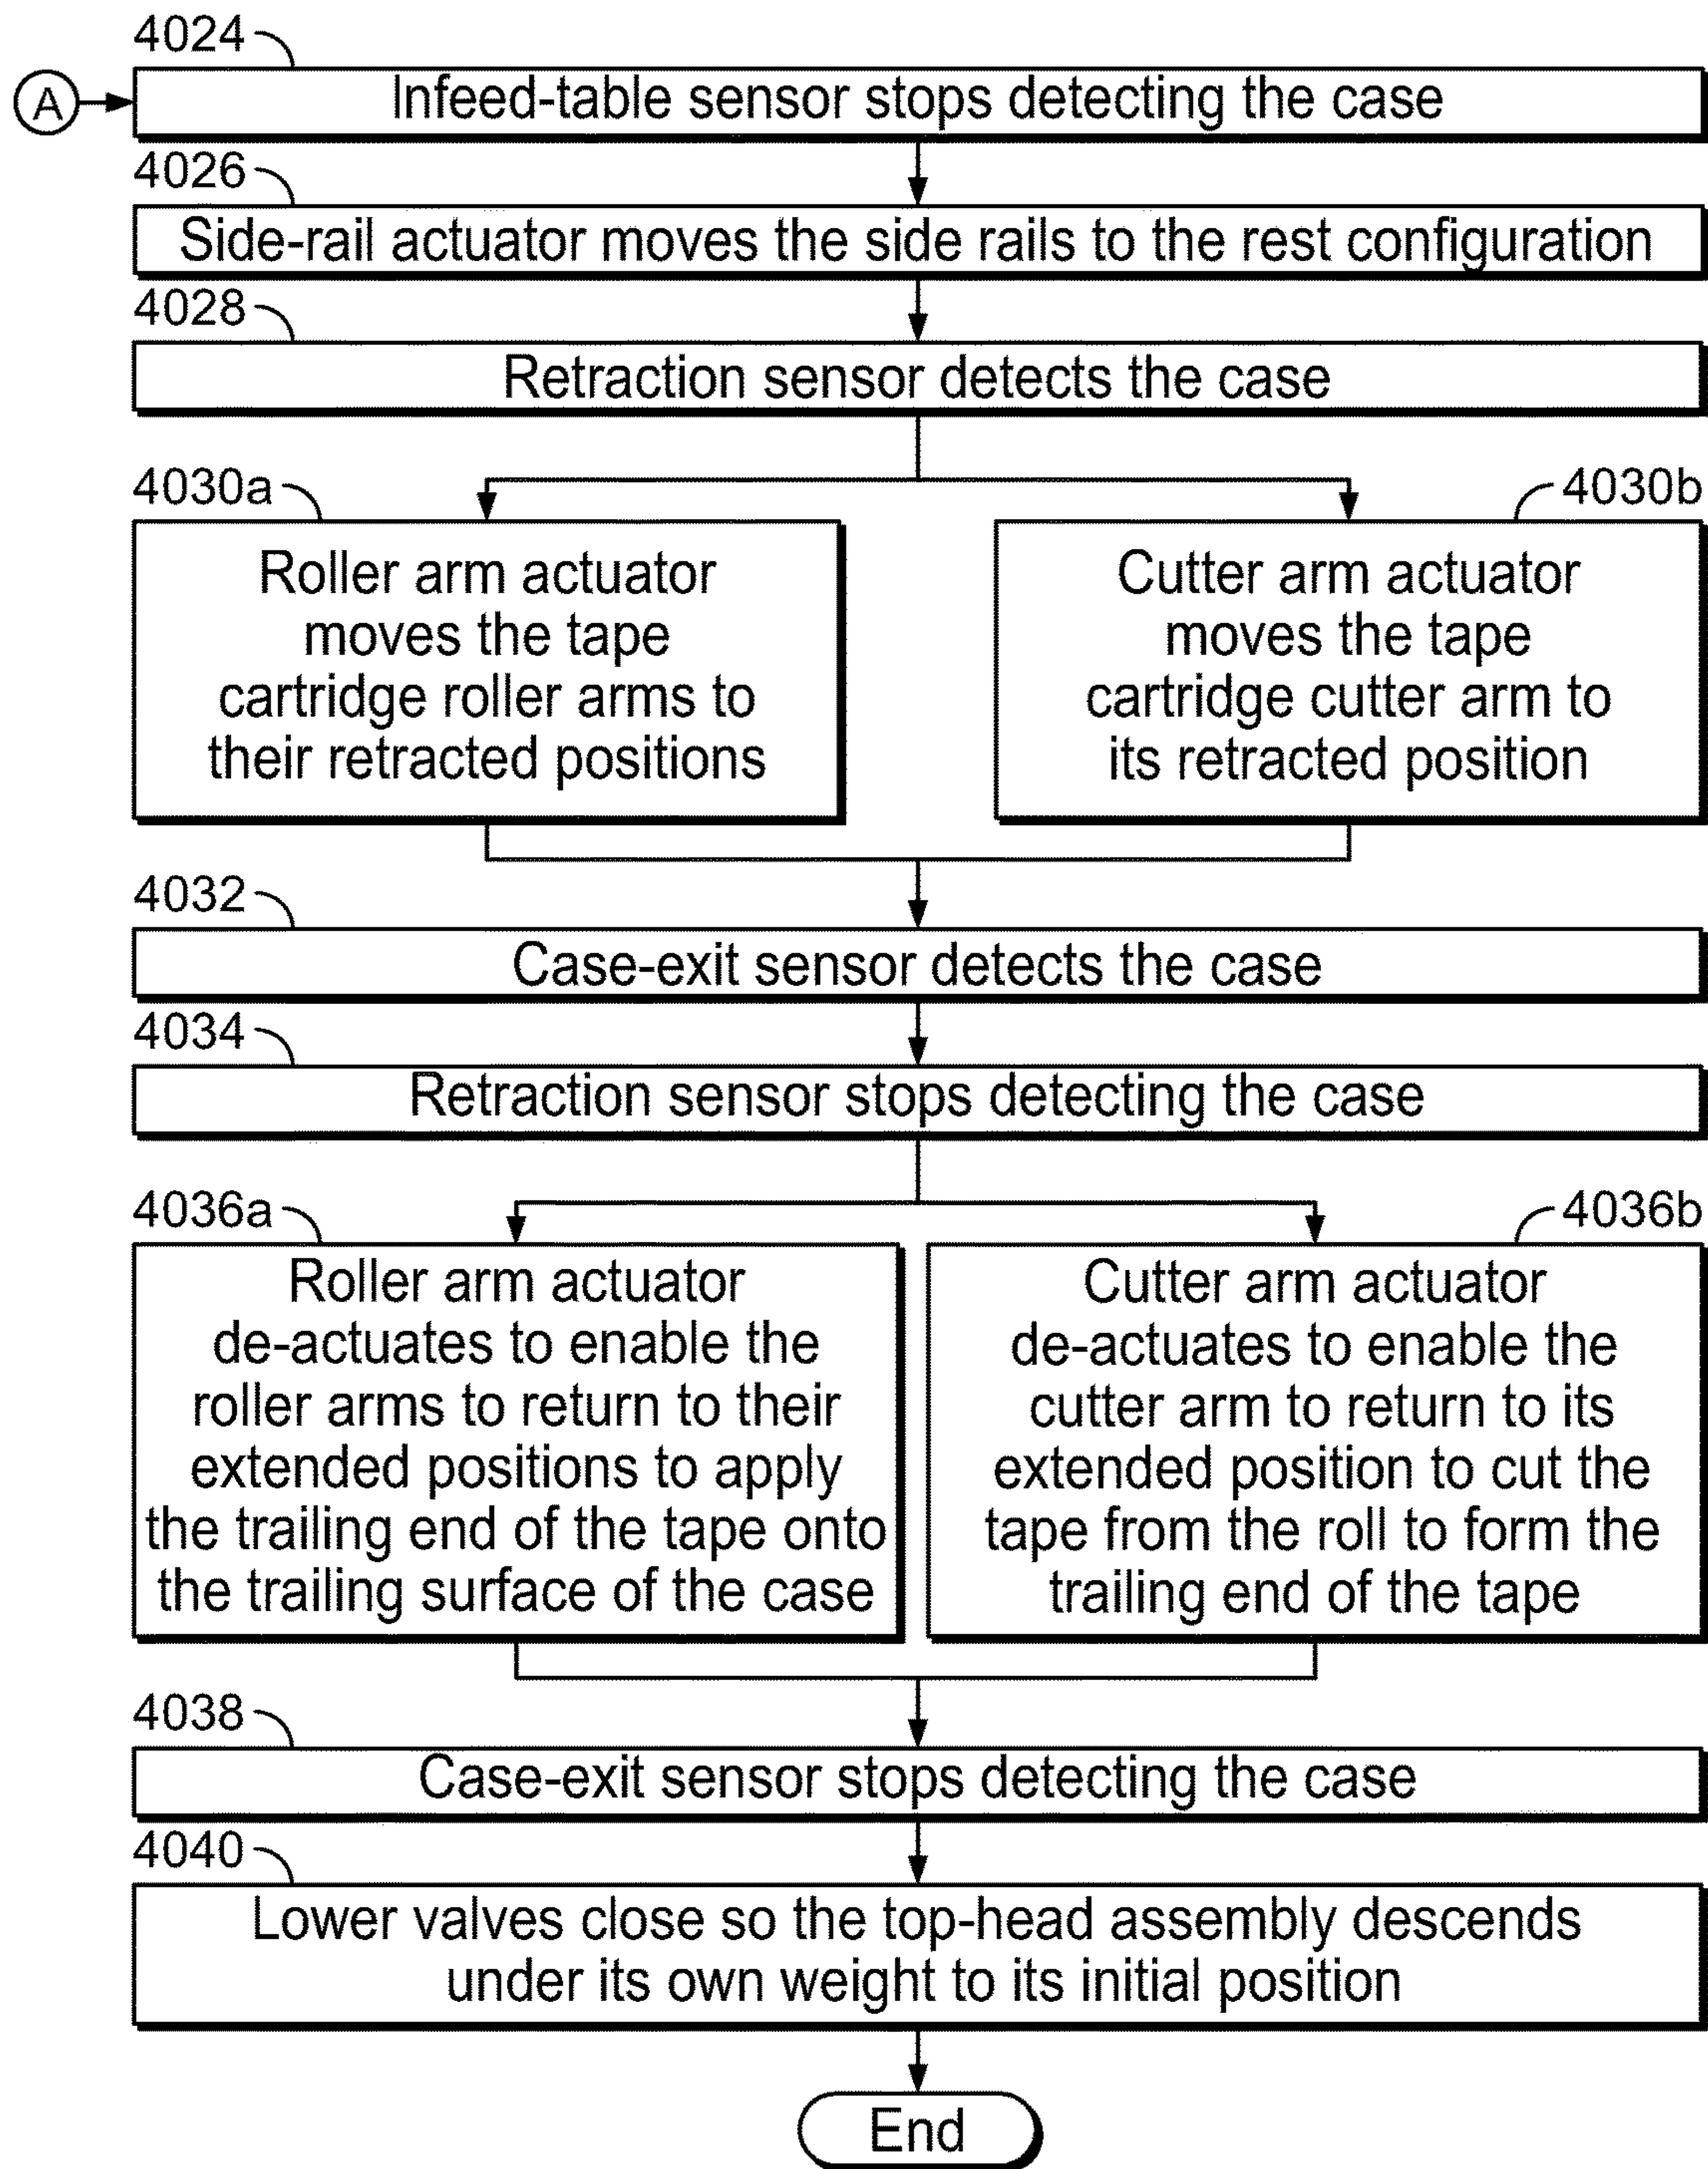 4024
A
Infeed-table sensor stops detecting the case
4026
Side-rail actuator moves the side rails to the rest configuration
4028
Retraction sensor detects the case
4030a
Roller arm actuator
moves the tape
cartridge roller arms to
their retracted positions
4030b
Cutter arm actuator
moves the tape
cartridge cutter arm to
its retracted position
4032
Case-exit sensor detects the case
4034
Retraction sensor stops detecting the case
4036a
Roller arm actuator
de-actuates to enable the
roller arms to return to their
extended positions to apply
the trailing end of the tape onto
the trailing surface of the case
4036b
Cutter arm actuator
de-actuates to enable the
cutter arm to return to its
extended position to cut the
tape from the roll to form the
trailing end of the tape
4038
Case-exit sensor stops detecting the case
4040
Lower valves close so the top-head assembly descends
under its own weight to its initial position
End